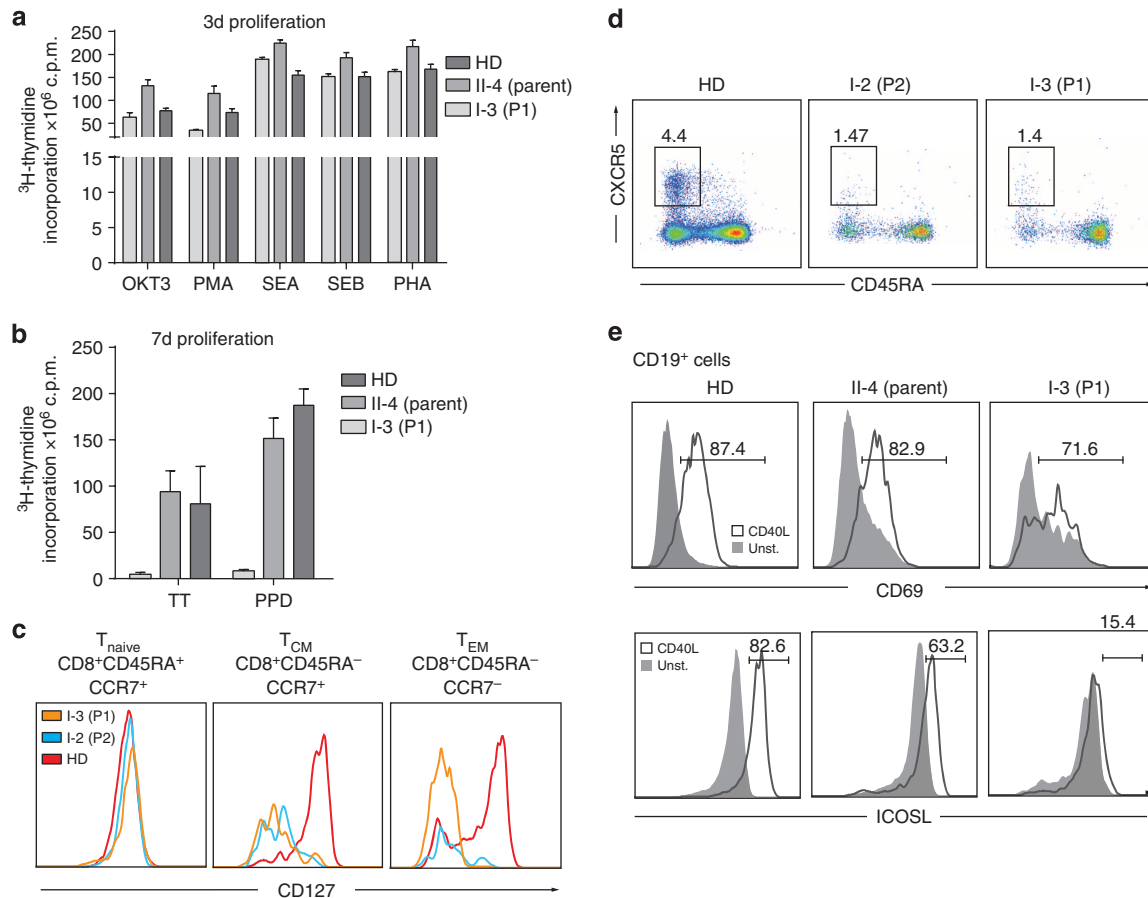 a
3d proliferation
³H-thymidine
incorporation ×10⁶ c.p.m.
250
200
150
100
50
15
10
5
0
OKT3 PMA SEA SEB PHA
HD
II-4 (parent)
I-3 (P1)
b
7d proliferation
³H-thymidine
incorporation ×10⁶ c.p.m.
250
200
150
100
50
0
TT PPD
HD
II-4 (parent)
I-3 (P1)
c
T_naive T_CM T_EM
CD8⁺CD45RA⁺ CD8⁺CD45RA⁻ CD8⁺CD45RA⁻
CCR7⁺ CCR7⁺ CCR7⁻
I-3 (P1)
I-2 (P2)
HD
CD127
d
HD I-2 (P2) I-3 (P1)
4.4 1.47 1.4
CXCR5
CD45RA
e
CD19⁺ cells
HD II-4 (parent) I-3 (P1)
87.4 82.9 71.6
CD40L
Unst.
CD69
15.4
CD40L 82.6 63.2
Unst.
ICOSL